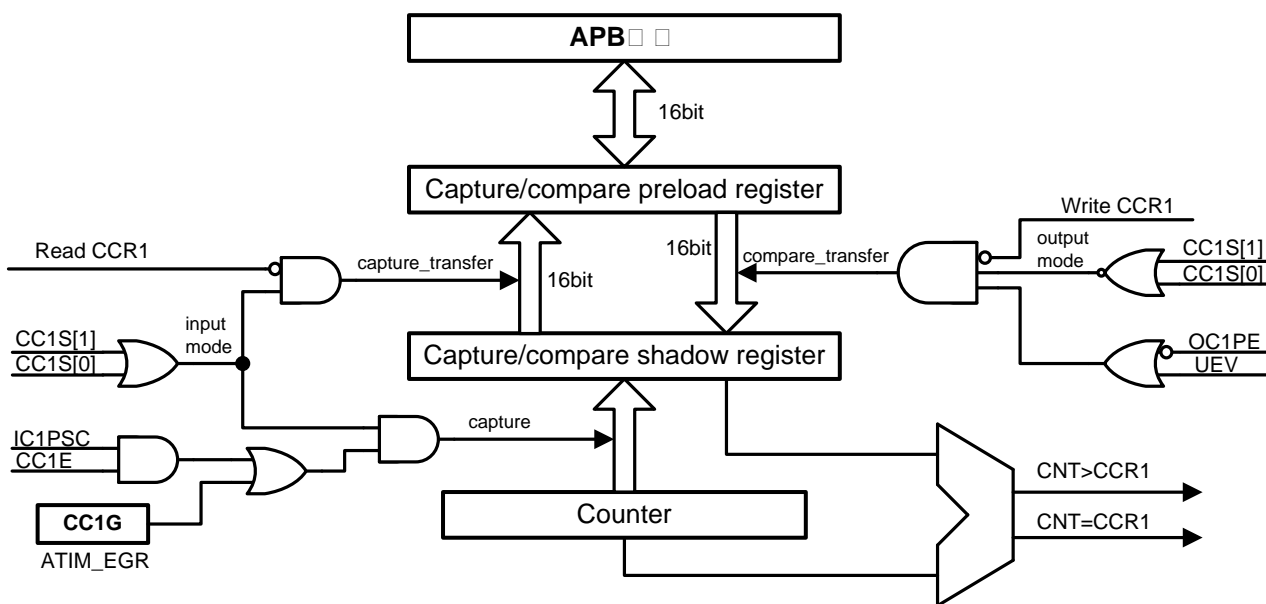 APB
16bit
Capture/compare preload register
Write CCR1
Read CCR1
capture_transfer
16bit
16bit
compare_transfer
output
mode
CC1S[1]
CC1S[0]
CC1S[1]
CC1S[0]
input
mode
Capture/compare shadow register
OC1PE
UEV
IC1PSC
CC1E
capture
CC1G
ATIM_EGR
Counter
CNT>CCR1
CNT=CCR1